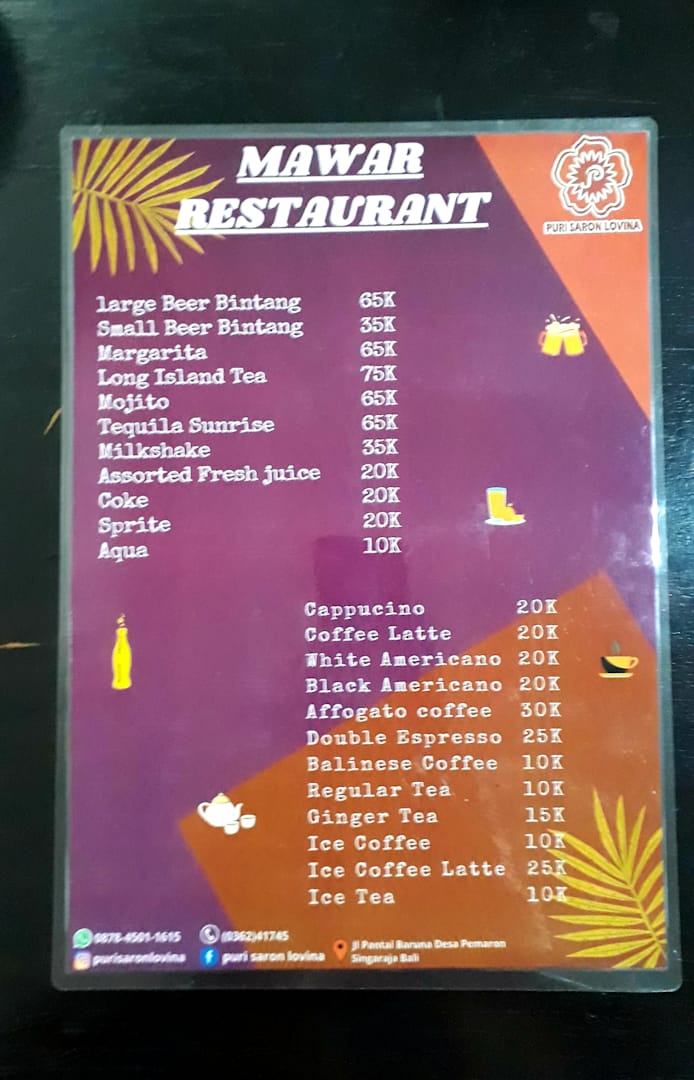 MAWAR
RESTAURANT
PURI SARON LOVINA
large Beer Bintang 65K
Small Beer Bintang 35K
Margarita 65K
Long Island Tea 75K
Mojito 65K
Tequila Sunrise 65K
Milkshake 35K
Assorted Fresh juice 20K
Coke 20K
Sprite 20K
Aqua 10K
Cappucino 20K
Coffee Latte 20K
White Americano 20K
Black Americano 20K
Affogato coffee 30K
Double Espresso 25K
Balinese Coffee 10K
Regular Tea 10K
Ginger Tea 15K
Ice Coffee 10K
Ice Coffee Latte 25K
Ice Tea 10K
0878-4501-1615 (0362)41745
purisaronlovina puri saron lovina
Jl Pantai Baruna Desa Pemaron
Singaraja Bali